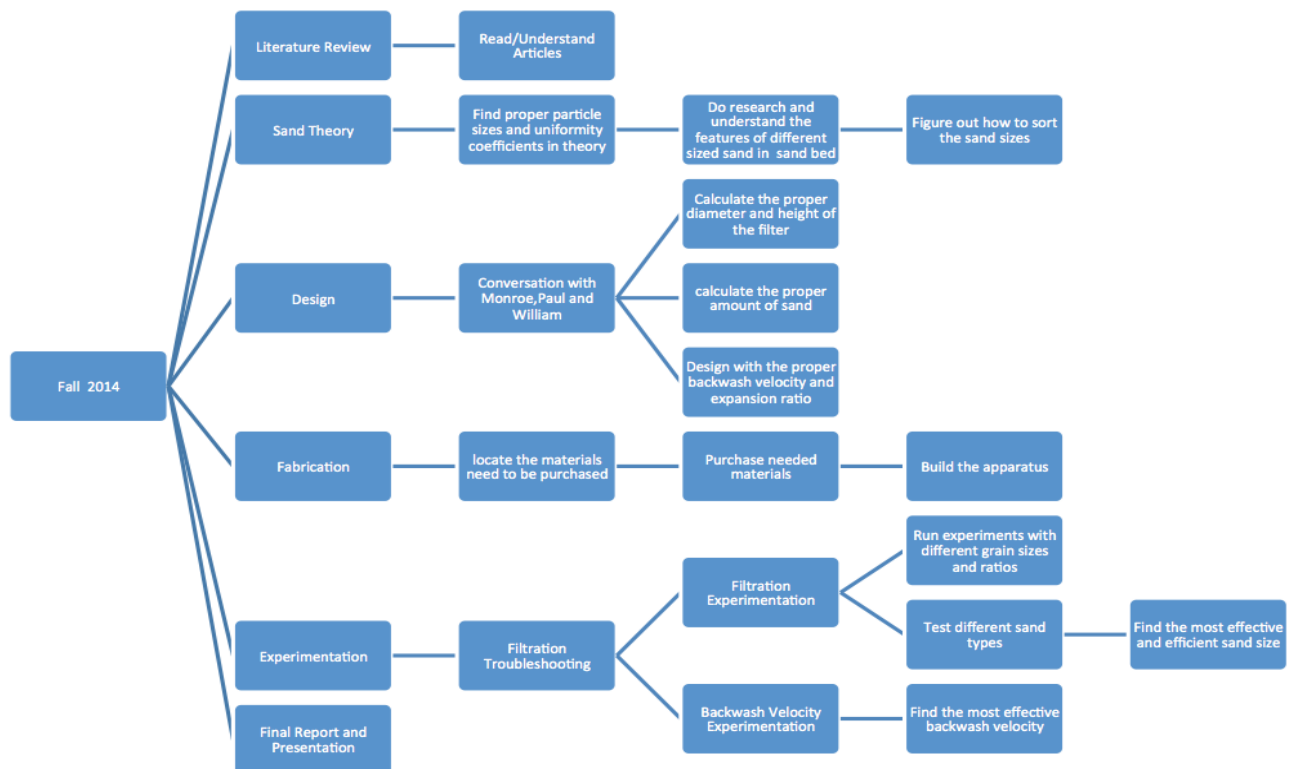 Literature Review
Read/Understand
Articles
Sand Theory
Find proper particle
sizes and uniformity
coefficients in theory
Do research and
understand the
features of different
sized sand in sand bed
Figure out how to sort
the sand sizes
Calculate the proper
diameter and height of
the filter
Design
Conversation with
Monroe,Paul and
William
calculate the proper
amount of sand
Design with the proper
backwash velocity and
expansion ratio
Fall 2014
Fabrication
locate the materials
need to be purchased
Purchase needed
materials
Build the apparatus
Run experiments with
different grain sizes
and ratios
Filtration
Experimentation
Experimentation
Filtration
Troubleshooting
Test different sand
types
Find the most effective
and efficient sand size
Final Report and
Presentation
Backwash Velocity
Experimentation
Find the most effective
backwash velocity